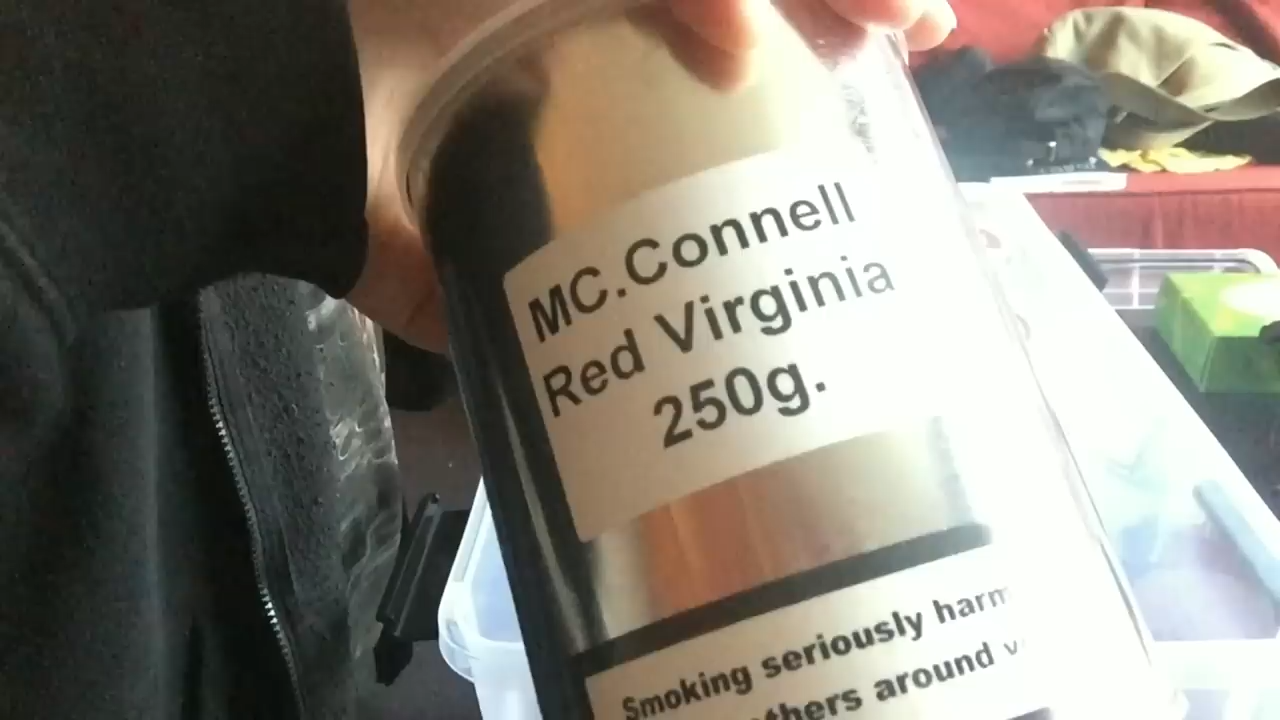 MC.Connell
Red Virginia
250g.
Smoking seriously harm
others around